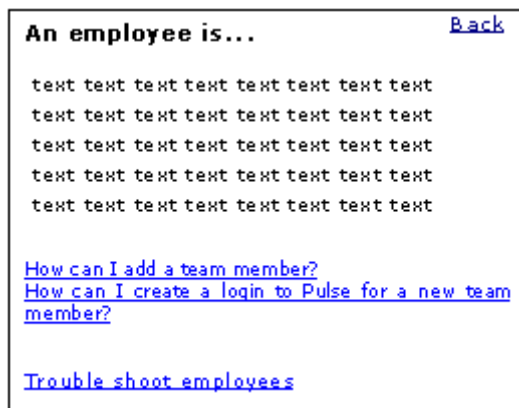 An employee is...
Back
text text text text text text text text
text text text text text text text text
text text text text text text text text
text text text text text text text text
text text text text text text text text
How can I add a team member?
How can I create a login to Pulse for a new team
member?
Trouble shoot employees